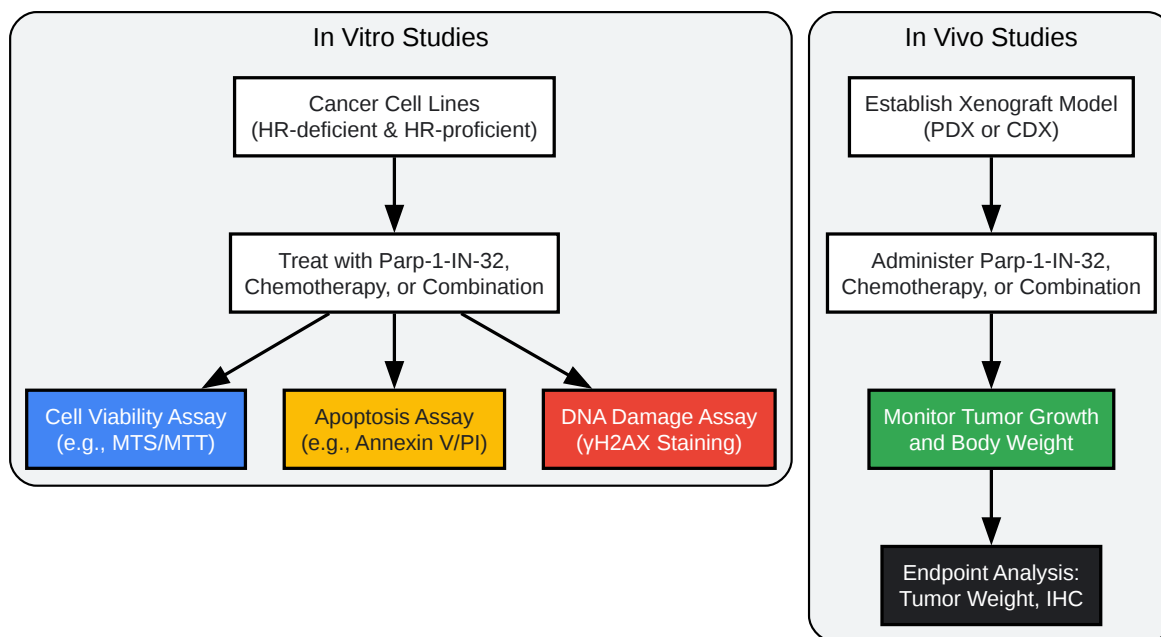 In Vitro Studies
Cancer Cell Lines
(HR-deficient & HR-proficient)
Treat with Parp-1-IN-32,
Chemotherapy, or Combination
Cell Viability Assay
(e.g., MTS/MTT)
Apoptosis Assay
(e.g., Annexin V/PI)
DNA Damage Assay
(γH2AX Staining)
In Vivo Studies
Establish Xenograft Model
(PDX or CDX)
Administer Parp-1-IN-32,
Chemotherapy, or Combination
Monitor Tumor Growth
and Body Weight
Endpoint Analysis:
Tumor Weight, IHC